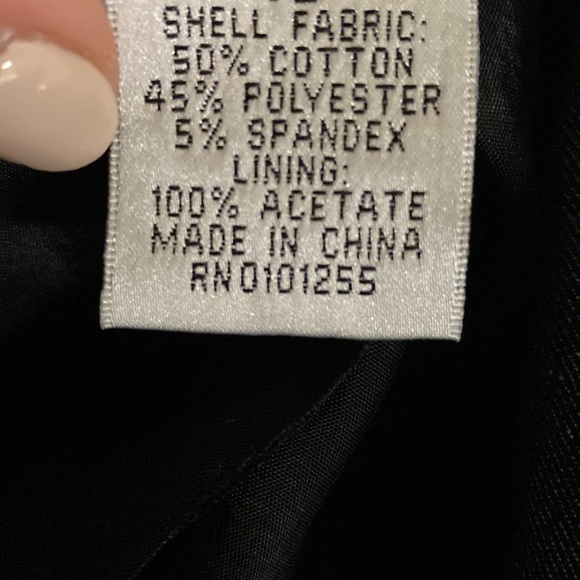 SHELL FABRIC:
50% COTTON
45% POLYESTER
5% SPANDEX
LINING:
100% ACETATE
MADE IN CHINA
RN0101255